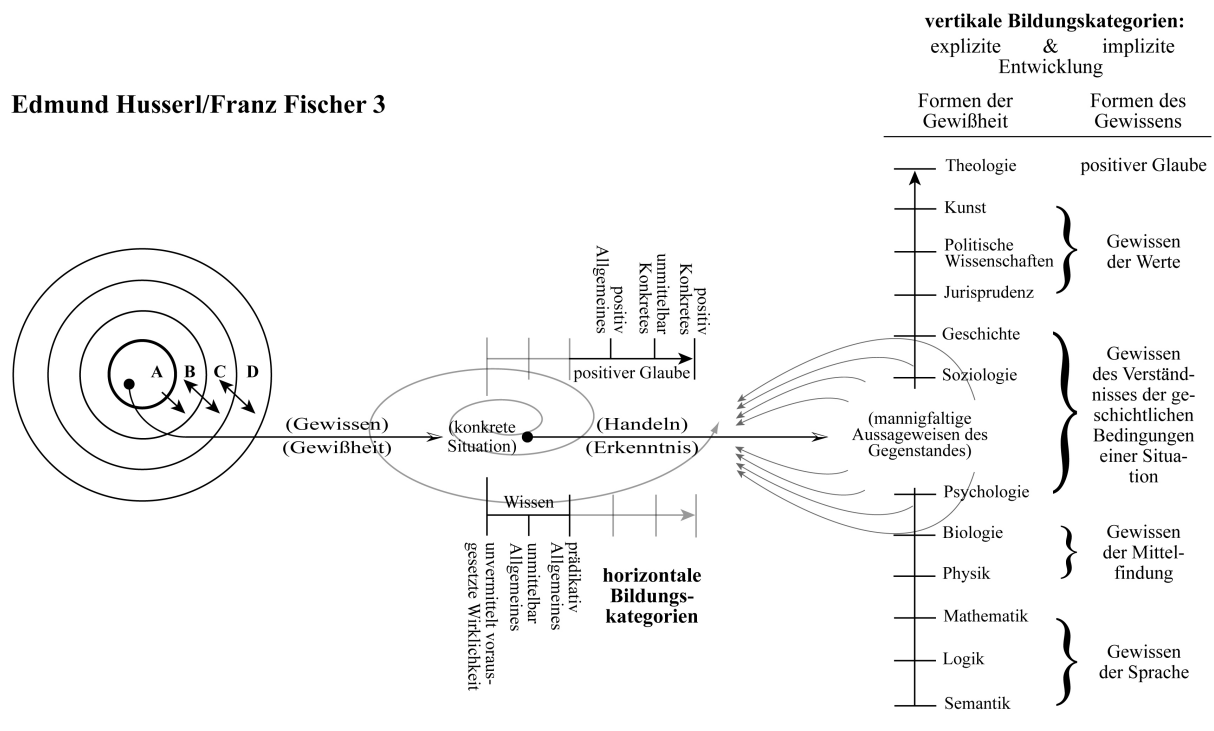 vertikale Bildungskategorien:
explizite & implizite
Entwicklung
Edmund Husserl/Franz Fischer 3
Formen der
Gewißheit
Formen des
Gewissens
Theologie
positiver Glaube
Kunst
Politische
Wissenschaften
Jurisprudenz
Gewissen
der Werte
Geschichte
Soziologie
(mannigfaltige
Aussageweisen des
Gegenstandes)
Psychologie
Gewissen
des Verständ-
nisses der ge-
schichtlichen
Bedingungen
einer Situa-
tion
Biologie
Physik
Gewissen
der Mittel-
findung
Mathematik
Logik
Semantik
Gewissen
der Sprache
A B C D
(Gewissen)
(Gewißheit)
(konkrete
Situation)
(Handeln)
(Erkenntnis)
positiv
Allgemeines
unmittelbar
Konkretes
positiv
Konkretes
positiver Glaube
Wissen
unvermittelt voraus-
gesetzte Wirklichkeit
unmittelbar
Allgemeines
prädikativ
Allgemeines
horizontale
Bildungs-
kategorien